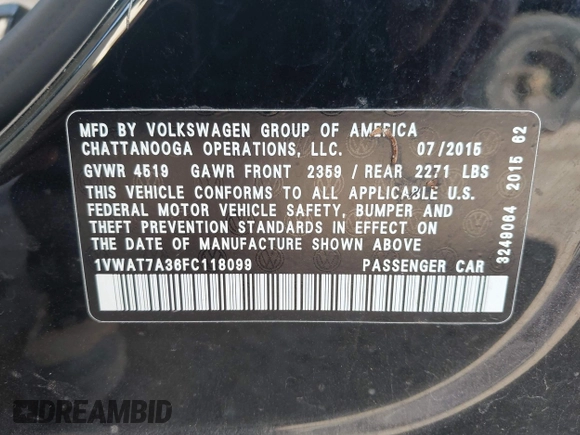 MFD BY VOLKSWAGEN GROUP OF AMERICA
CHATTANOOGA OPERATIONS, LLC. 07/2015
GVWR 4519 GAWR FRONT 2359 / REAR 2271 LBS
THIS VEHICLE CONFORMS TO ALL APPLICABLE U.S.
FEDERAL MOTOR VEHICLE SAFETY, BUMPER AND
THEFT PREVENTION STANDARDS IN EFFECT ON
THE DATE OF MANUFACTURE SHOWN ABOVE
1VWAT7A36FC118099 PASSENGER CAR
3249064 2015 62
DREAMBID